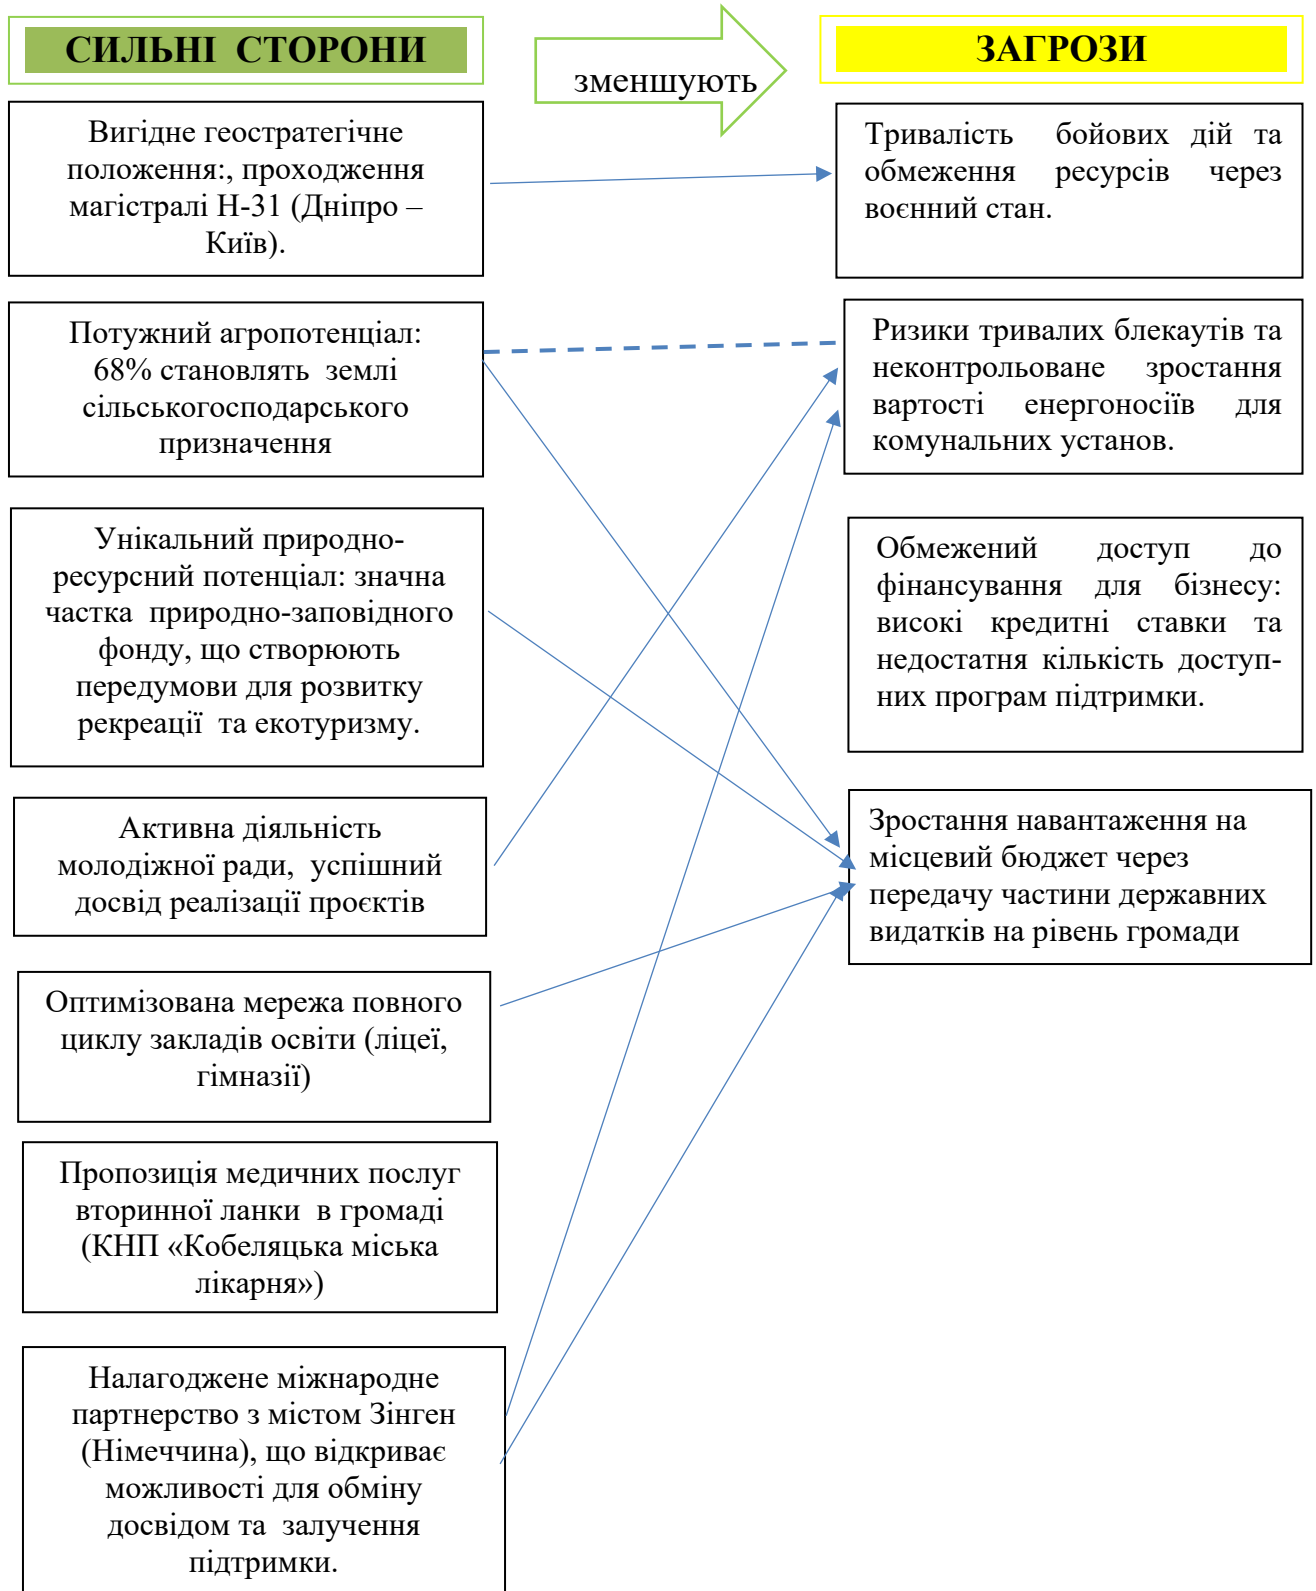 СИЛЬНІ СТОРОНИ
зменшують
ЗАГРОЗИ
Вигідне геостратегічне
положення:, проходження
магістралі Н-31 (Дніпро –
Київ).
Тривалість бойових дій та
обмеження ресурсів через
воєнний стан.
Потужний агропотенціал:
68% становлять землі
сільськогосподарського
призначення
Ризики тривалих блекаутів та
неконтрольоване зростання
вартості енергоносіїв для
комунальних установ.
Унікальний природно-
ресурсний потенціал: значна
частка природно-заповідного
фонду, що створюють
передумови для розвитку
рекреації та екотуризму.
Обмежений доступ до
фінансування для бізнесу:
високі кредитні ставки та
недостатня кількість доступ-
них програм підтримки.
Активна діяльність
молодіжної ради, успішний
досвід реалізації проєктів
Зростання навантаження на
місцевий бюджет через
передачу частини державних
видатків на рівень громади
Оптимізована мережа повного
циклу закладів освіти (ліцеї,
гімназії)
Пропозиція медичних послуг
вторинної ланки в громаді
(КНП «Кобеляцька міська
лікарня»)
Налагоджене міжнародне
партнерство з містом Зінген
(Німеччина), що відкриває
можливості для обміну
досвідом та залучення
підтримки.